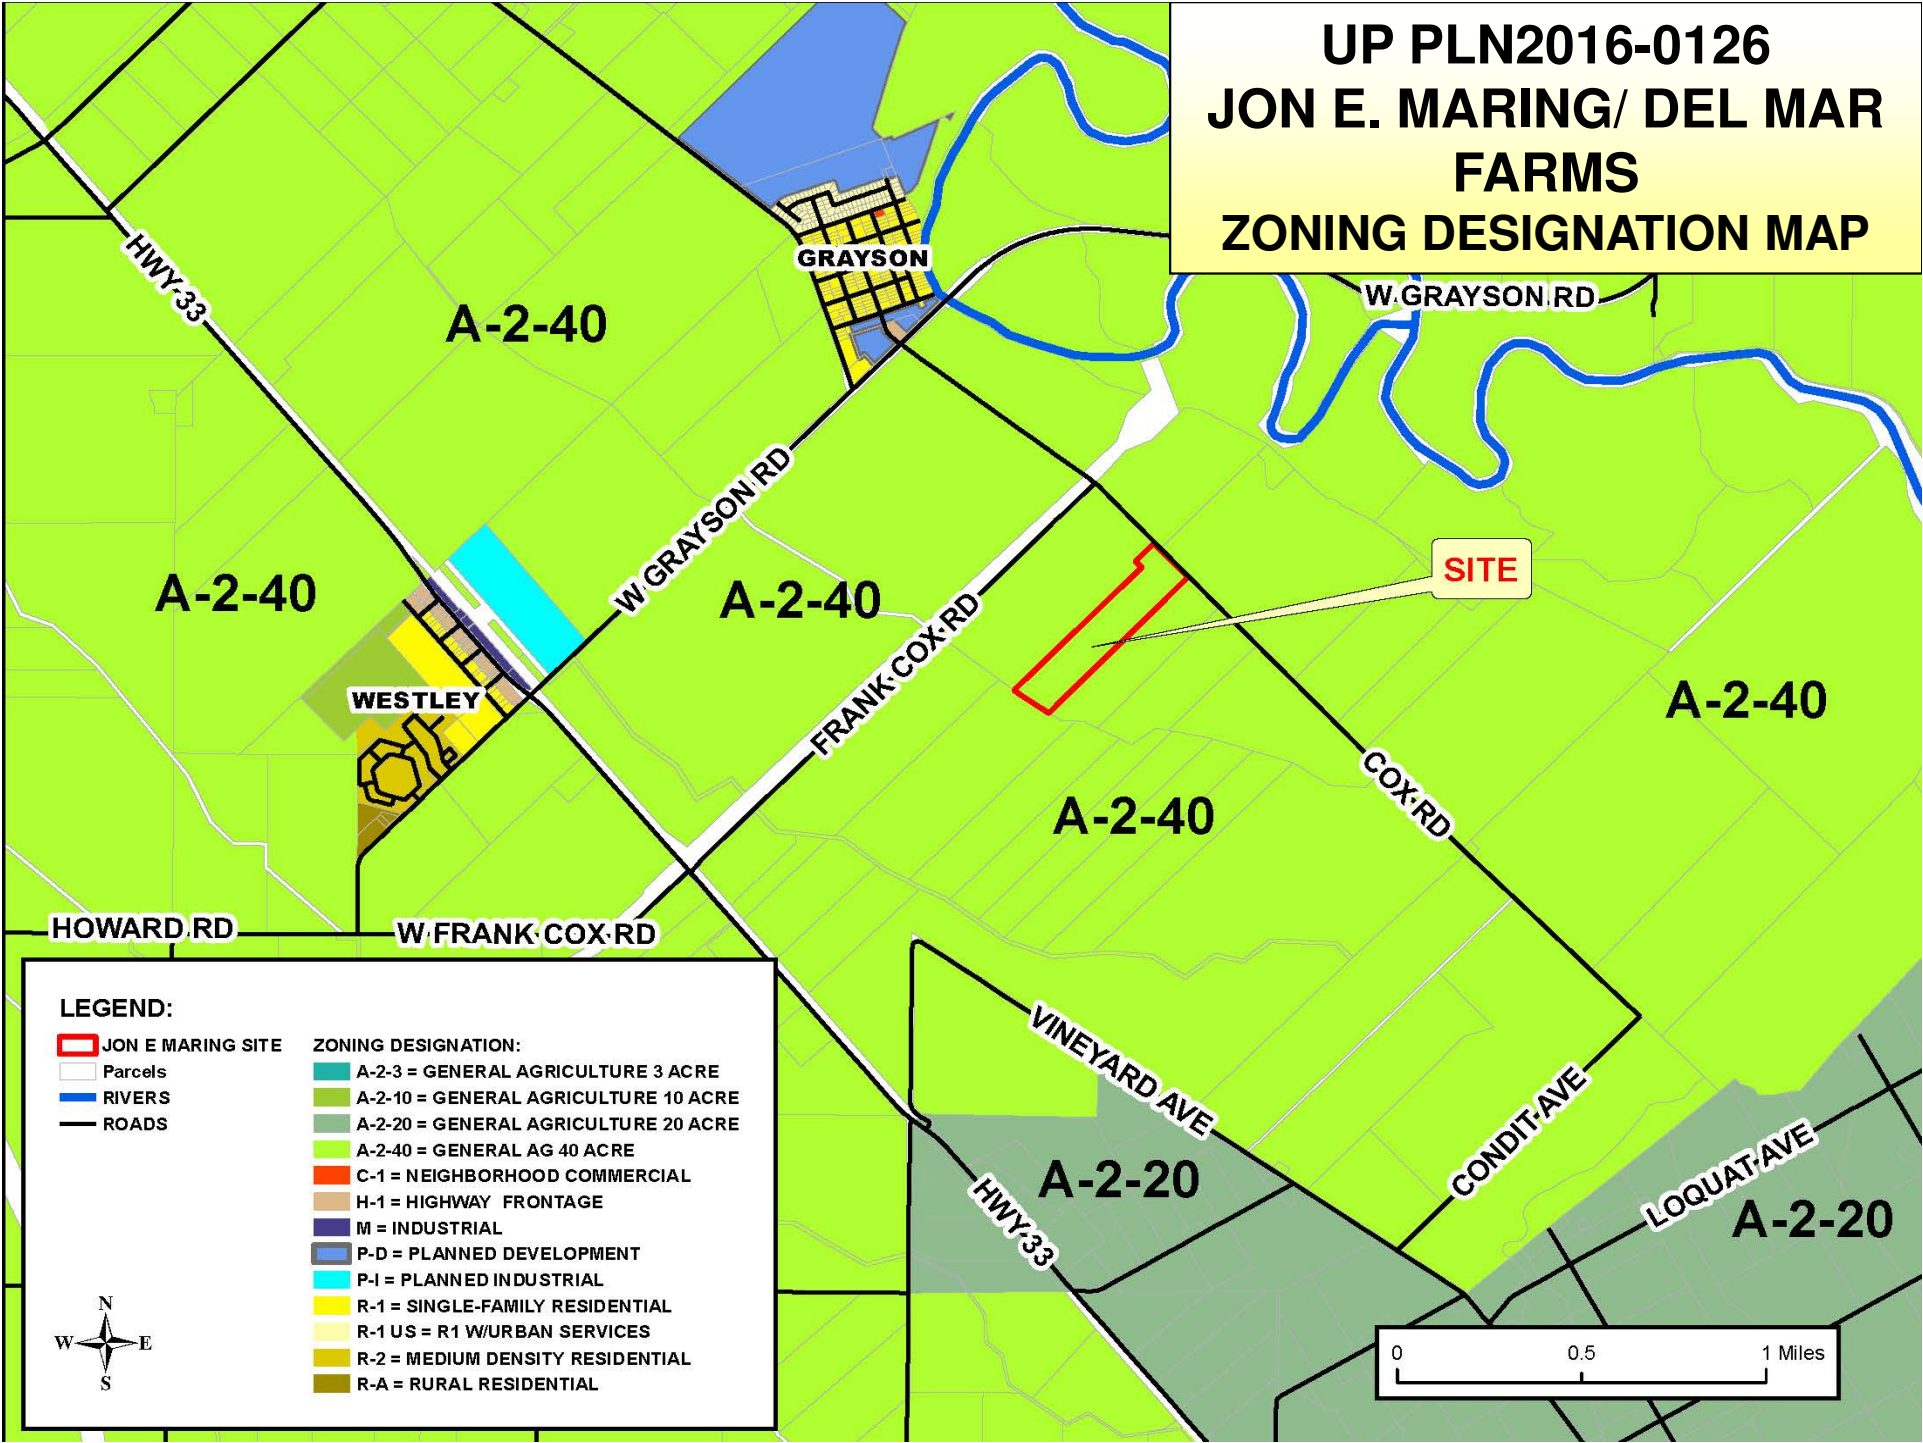 UP PLN2016-0126
JON E. MARING/ DEL MAR
FARMS
ZONING DESIGNATION MAP
HWY 33
A-2-40
GRAYSON
W GRAYSON RD
W GRAYSON RD
A-2-40
A-2-40
SITE
WESTLEY
FRANK COX RD
A-2-40
COX RD
A-2-40
HOWARD RD
W FRANK COX RD
VINEYARD AVE
CONDIT AVE
LOQUAT AVE
A-2-20
HWY 33
A-2-20
LEGEND:
JON E MARING SITE
Parcels
RIVERS
ROADS
ZONING DESIGNATION:
A-2-3 = GENERAL AGRICULTURE 3 ACRE
A-2-10 = GENERAL AGRICULTURE 10 ACRE
A-2-20 = GENERAL AGRICULTURE 20 ACRE
A-2-40 = GENERAL AG 40 ACRE
C-1 = NEIGHBORHOOD COMMERCIAL
H-1 = HIGHWAY FRONTAGE
M = INDUSTRIAL
P-D = PLANNED DEVELOPMENT
P-I = PLANNED INDUSTRIAL
R-1 = SINGLE-FAMILY RESIDENTIAL
R-1 US = R1 W/URBAN SERVICES
R-2 = MEDIUM DENSITY RESIDENTIAL
R-A = RURAL RESIDENTIAL
N
W E
S
0 0.5 1 Miles